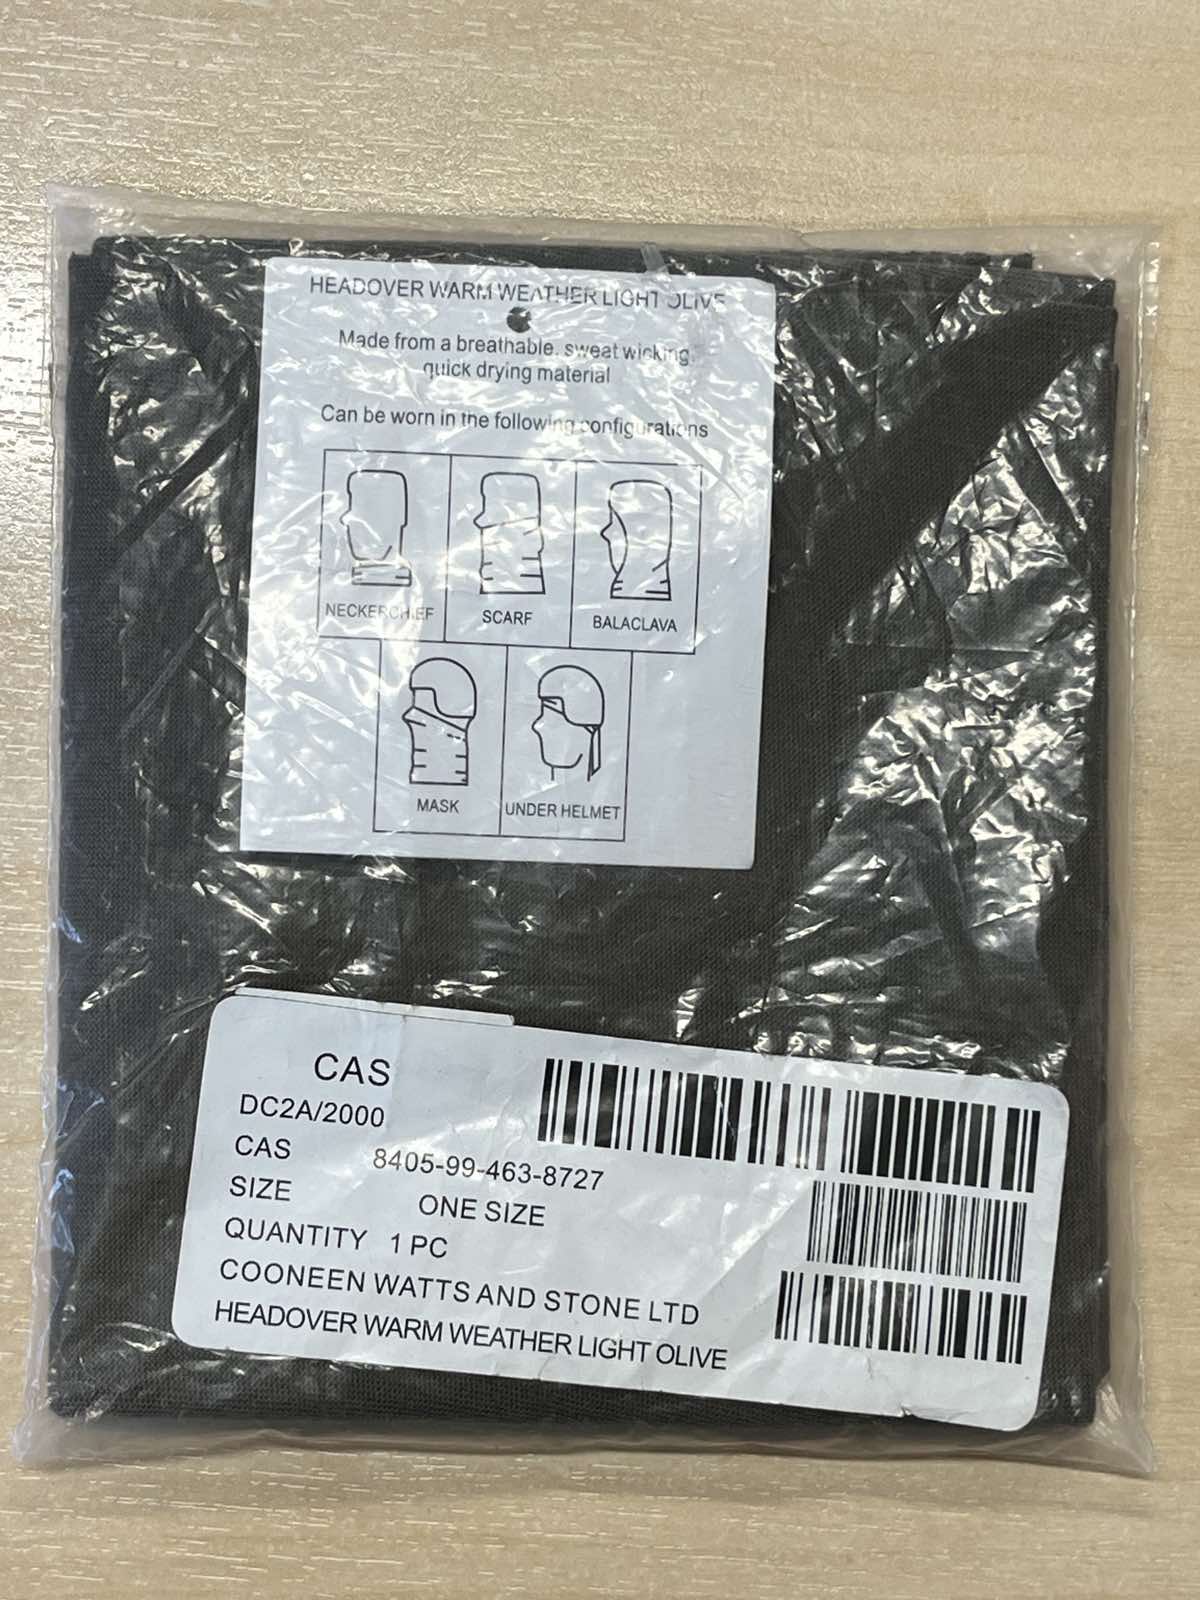 HEADOVER WARM WEATHER LIGHT OLIVE
Made from a breathable, sweat wicking,
quick drying material
Can be worn in the following configurations
NECKERCHIEF
SCARF
BALACLAVA
MASK
UNDER HELMET
CAS
DC2A/2000
CAS 8405-99-463-8727
SIZE ONE SIZE
QUANTITY 1 PC
COONEEN WATTS AND STONE LTD
HEADOVER WARM WEATHER LIGHT OLIVE